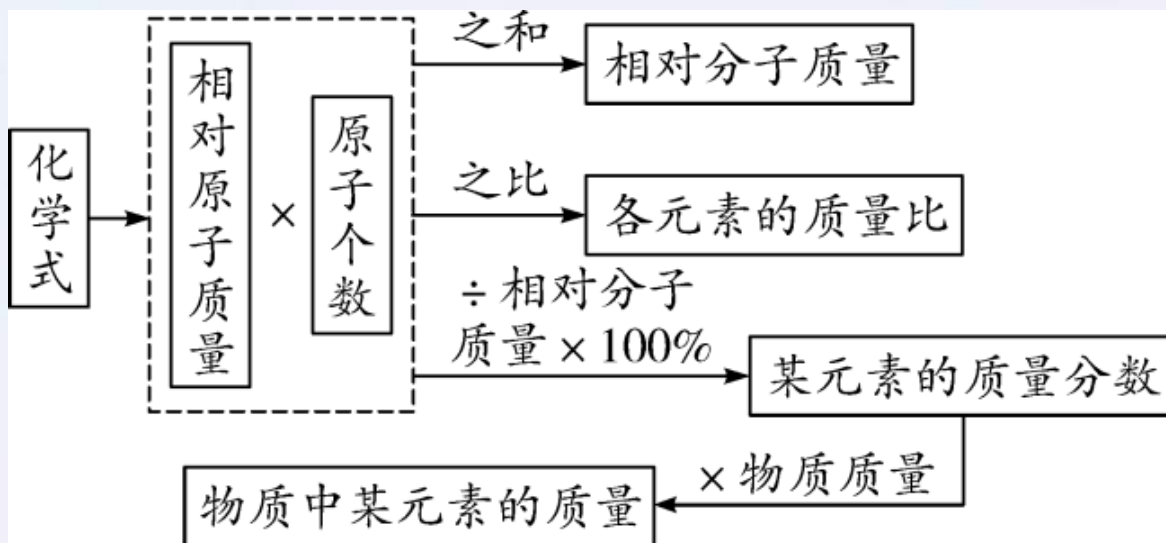 化学式
相对原子质量
×
原子个数
之和
相对分子质量
之比
各元素的质量比
÷相对分子
质量×100%
某元素的质量分数
×物质质量
物质中某元素的质量